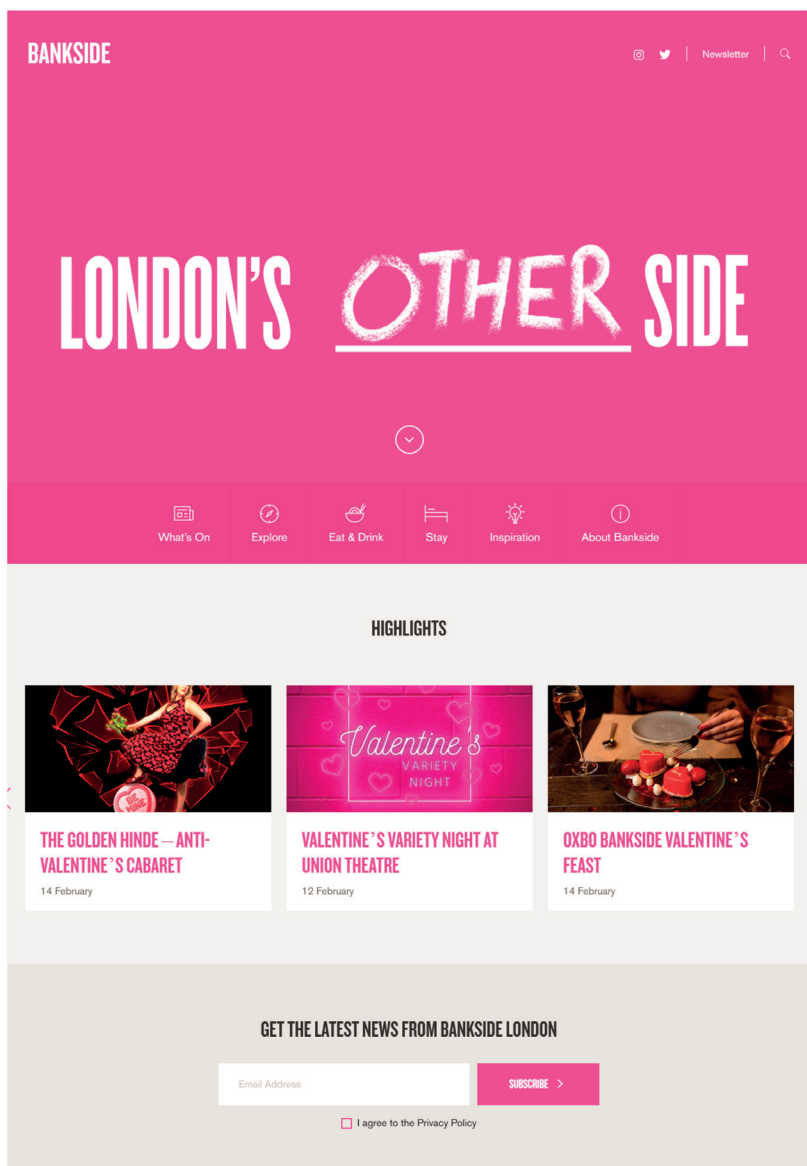 BANKSIDE
Newsletter
LONDON'S OTHER SIDE
What's On
Explore
Eat & Drink
Stay
Inspiration
About Bankside
HIGHLIGHTS
BE MINE
Valentine's
VARIETY
NIGHT
THE GOLDEN HINDE – ANTI-
VALENTINE'S CABARET
14 February
VALENTINE'S VARIETY NIGHT AT
UNION THEATRE
12 February
OXBO BANKSIDE VALENTINE'S
FEAST
14 February
GET THE LATEST NEWS FROM BANKSIDE LONDON
Email Address
SUBSCRIBE
I agree to the Privacy Policy